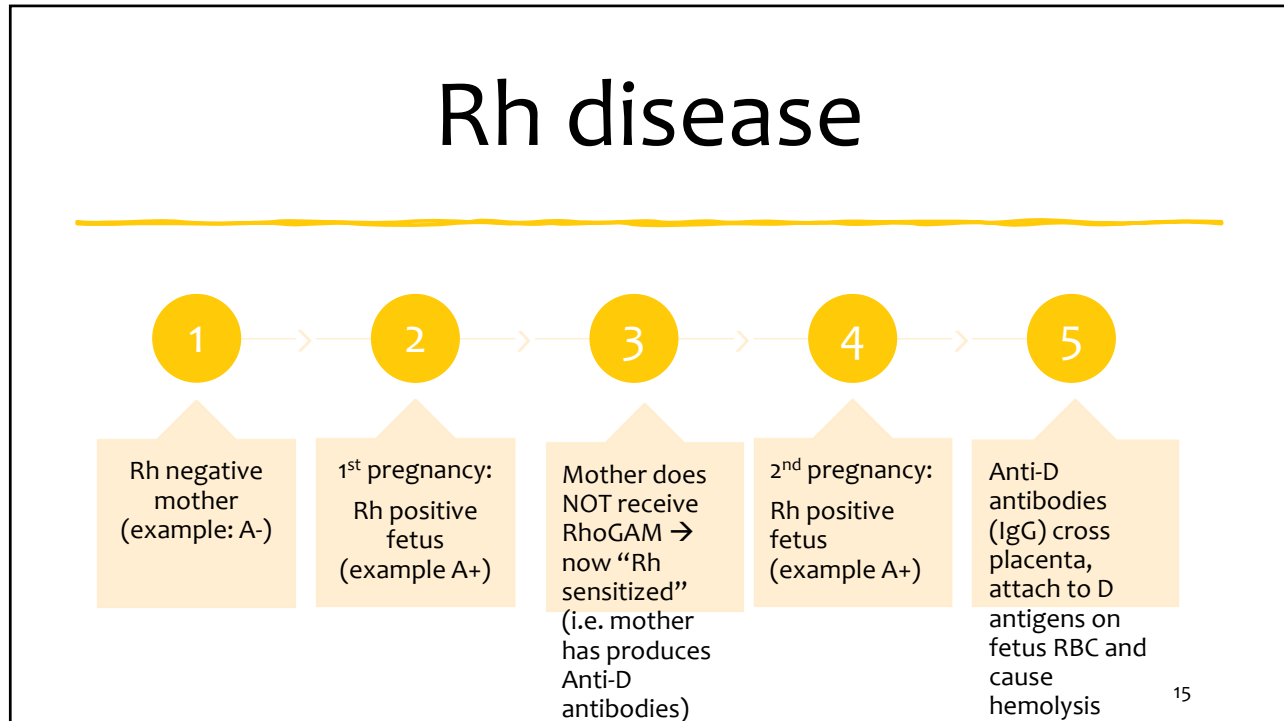 Rh disease
1
2
3
4
5
Rh negative
mother
(example: A-)
1st pregnancy:
Rh positive
fetus
(example A+)
Mother does
NOT receive
RhoGAM →
now “Rh
sensitized”
(i.e. mother
has produces
Anti-D
antibodies)
2nd pregnancy:
Rh positive
fetus
(example A+)
Anti-D
antibodies
(IgG) cross
placenta,
attach to D
antigens on
fetus RBC and
cause
hemolysis
15